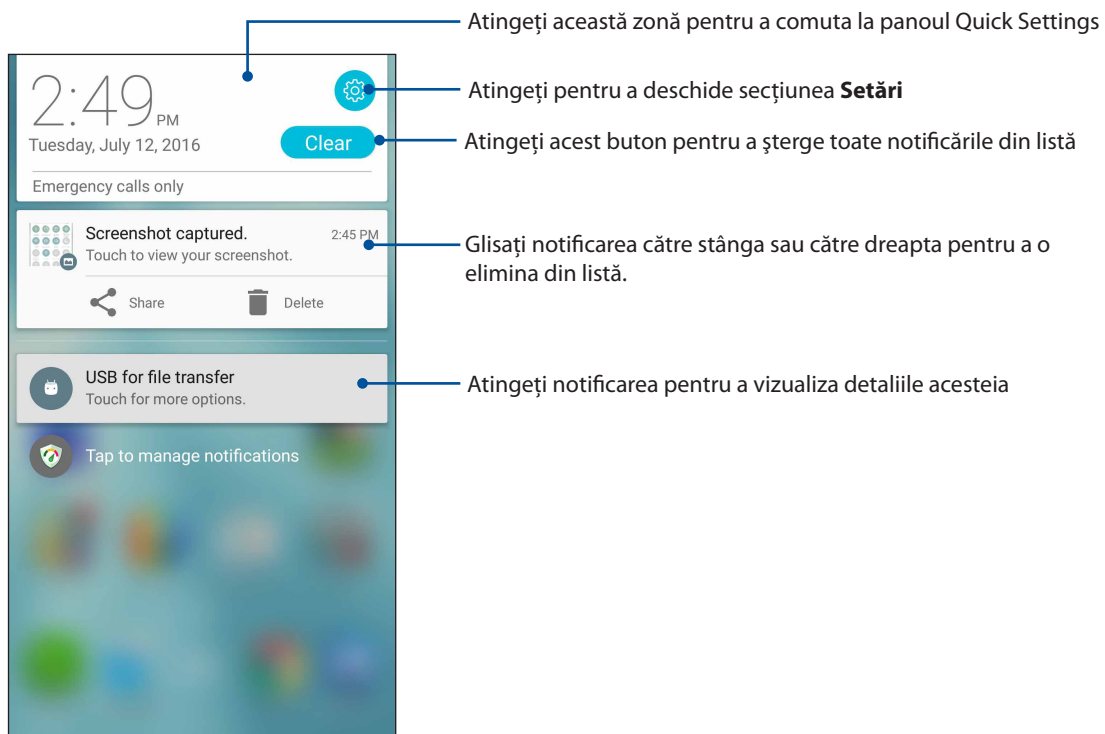 Atingeți această zonă pentru a comuta la panoul Quick Settings
2:49 PM
Atingeți pentru a deschide secțiunea Setări
Tuesday, July 12, 2016
Clear
Atingeți acest buton pentru a şterge toate notificările din listă
Emergency calls only
Screenshot captured.
2:45 PM
Touch to view your screenshot.
Glisați notificarea către stânga sau către dreapta pentru a o
elimina din listă.
Share
Delete
USB for file transfer
Touch for more options.
Atingeți notificarea pentru a vizualiza detaliile acesteia
Tap to manage notifications